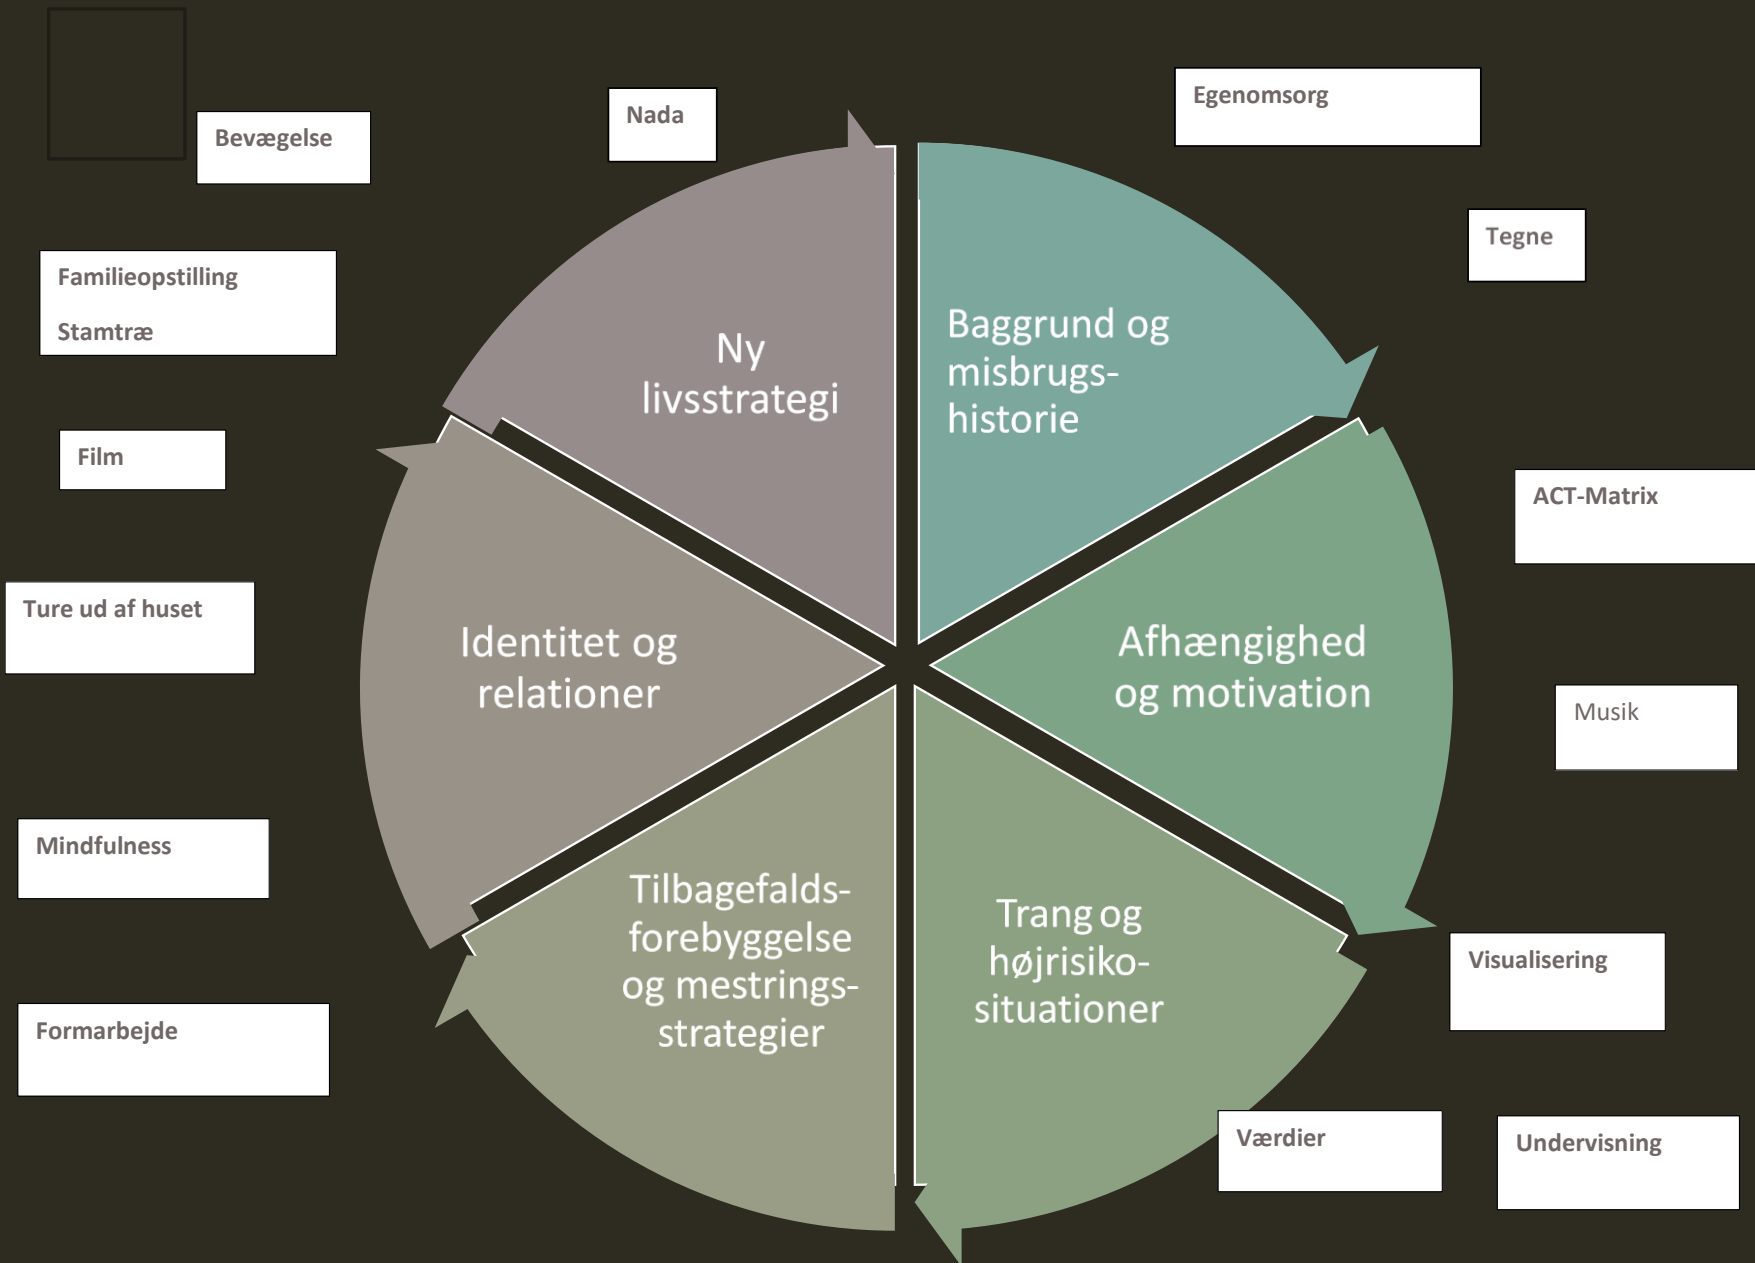 Bevægelse
Nada
Egenomsorg
Tegne
Familieopstilling
Stamtræ
Film
Ture ud af huset
Mindfulness
Formarbejde
ACT-Matrix
Musik
Visualisering
Værdier
Undervisning
Baggrund og
misbrugs-
historie
Afhængighed
og motivation
Trang og
højrisiko-
situationer
Tilbagefalds-
forebyggelse
og mestrings-
strategier
Identitet og
relationer
Ny
livsstrategi